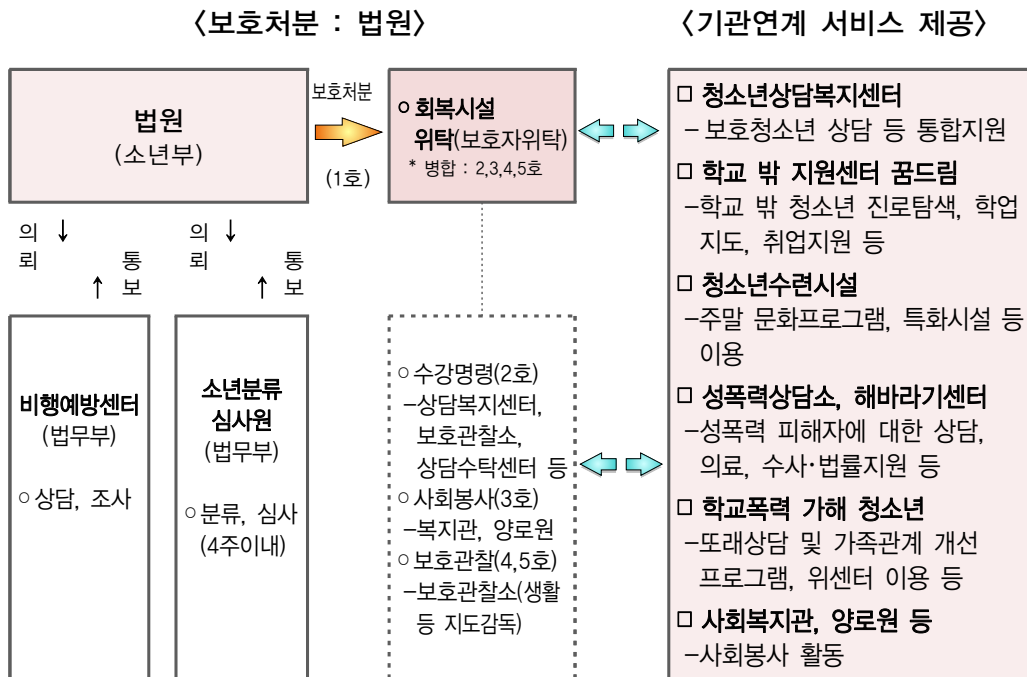 〈보호처분 : 법원〉
〈기관연계 서비스 제공〉
법원
(소년부)
보호처분
(1호)
○ 회복시설
위탁(보호자위탁)
* 병합 : 2,3,4,5호
의뢰 ↓
↑ 통보
의뢰 ↓
↑ 통보
비행예방센터
(법무부)
○ 상담, 조사
소년분류
심사원
(법무부)
○ 분류, 심사
(4주이내)
○ 수강명령(2호)
–상담복지센터,
보호관찰소,
상담수탁센터 등
○ 사회봉사(3호)
–복지관, 양로원
○ 보호관찰(4,5호)
–보호관찰소(생활
등 지도감독)
□ 청소년상담복지센터
– 보호청소년 상담 등 통합지원
□ 학교 밖 지원센터 꿈드림
–학교 밖 청소년 진로탐색, 학업
지도, 취업지원 등
□ 청소년수련시설
–주말 문화프로그램, 특화시설 등
이용
□ 성폭력상담소, 해바라기센터
–성폭력 피해자에 대한 상담,
의료, 수사·법률지원 등
□ 학교폭력 가해 청소년
–또래상담 및 가족관계 개선
프로그램, 위센터 이용 등
□ 사회복지관, 양로원 등
–사회봉사 활동